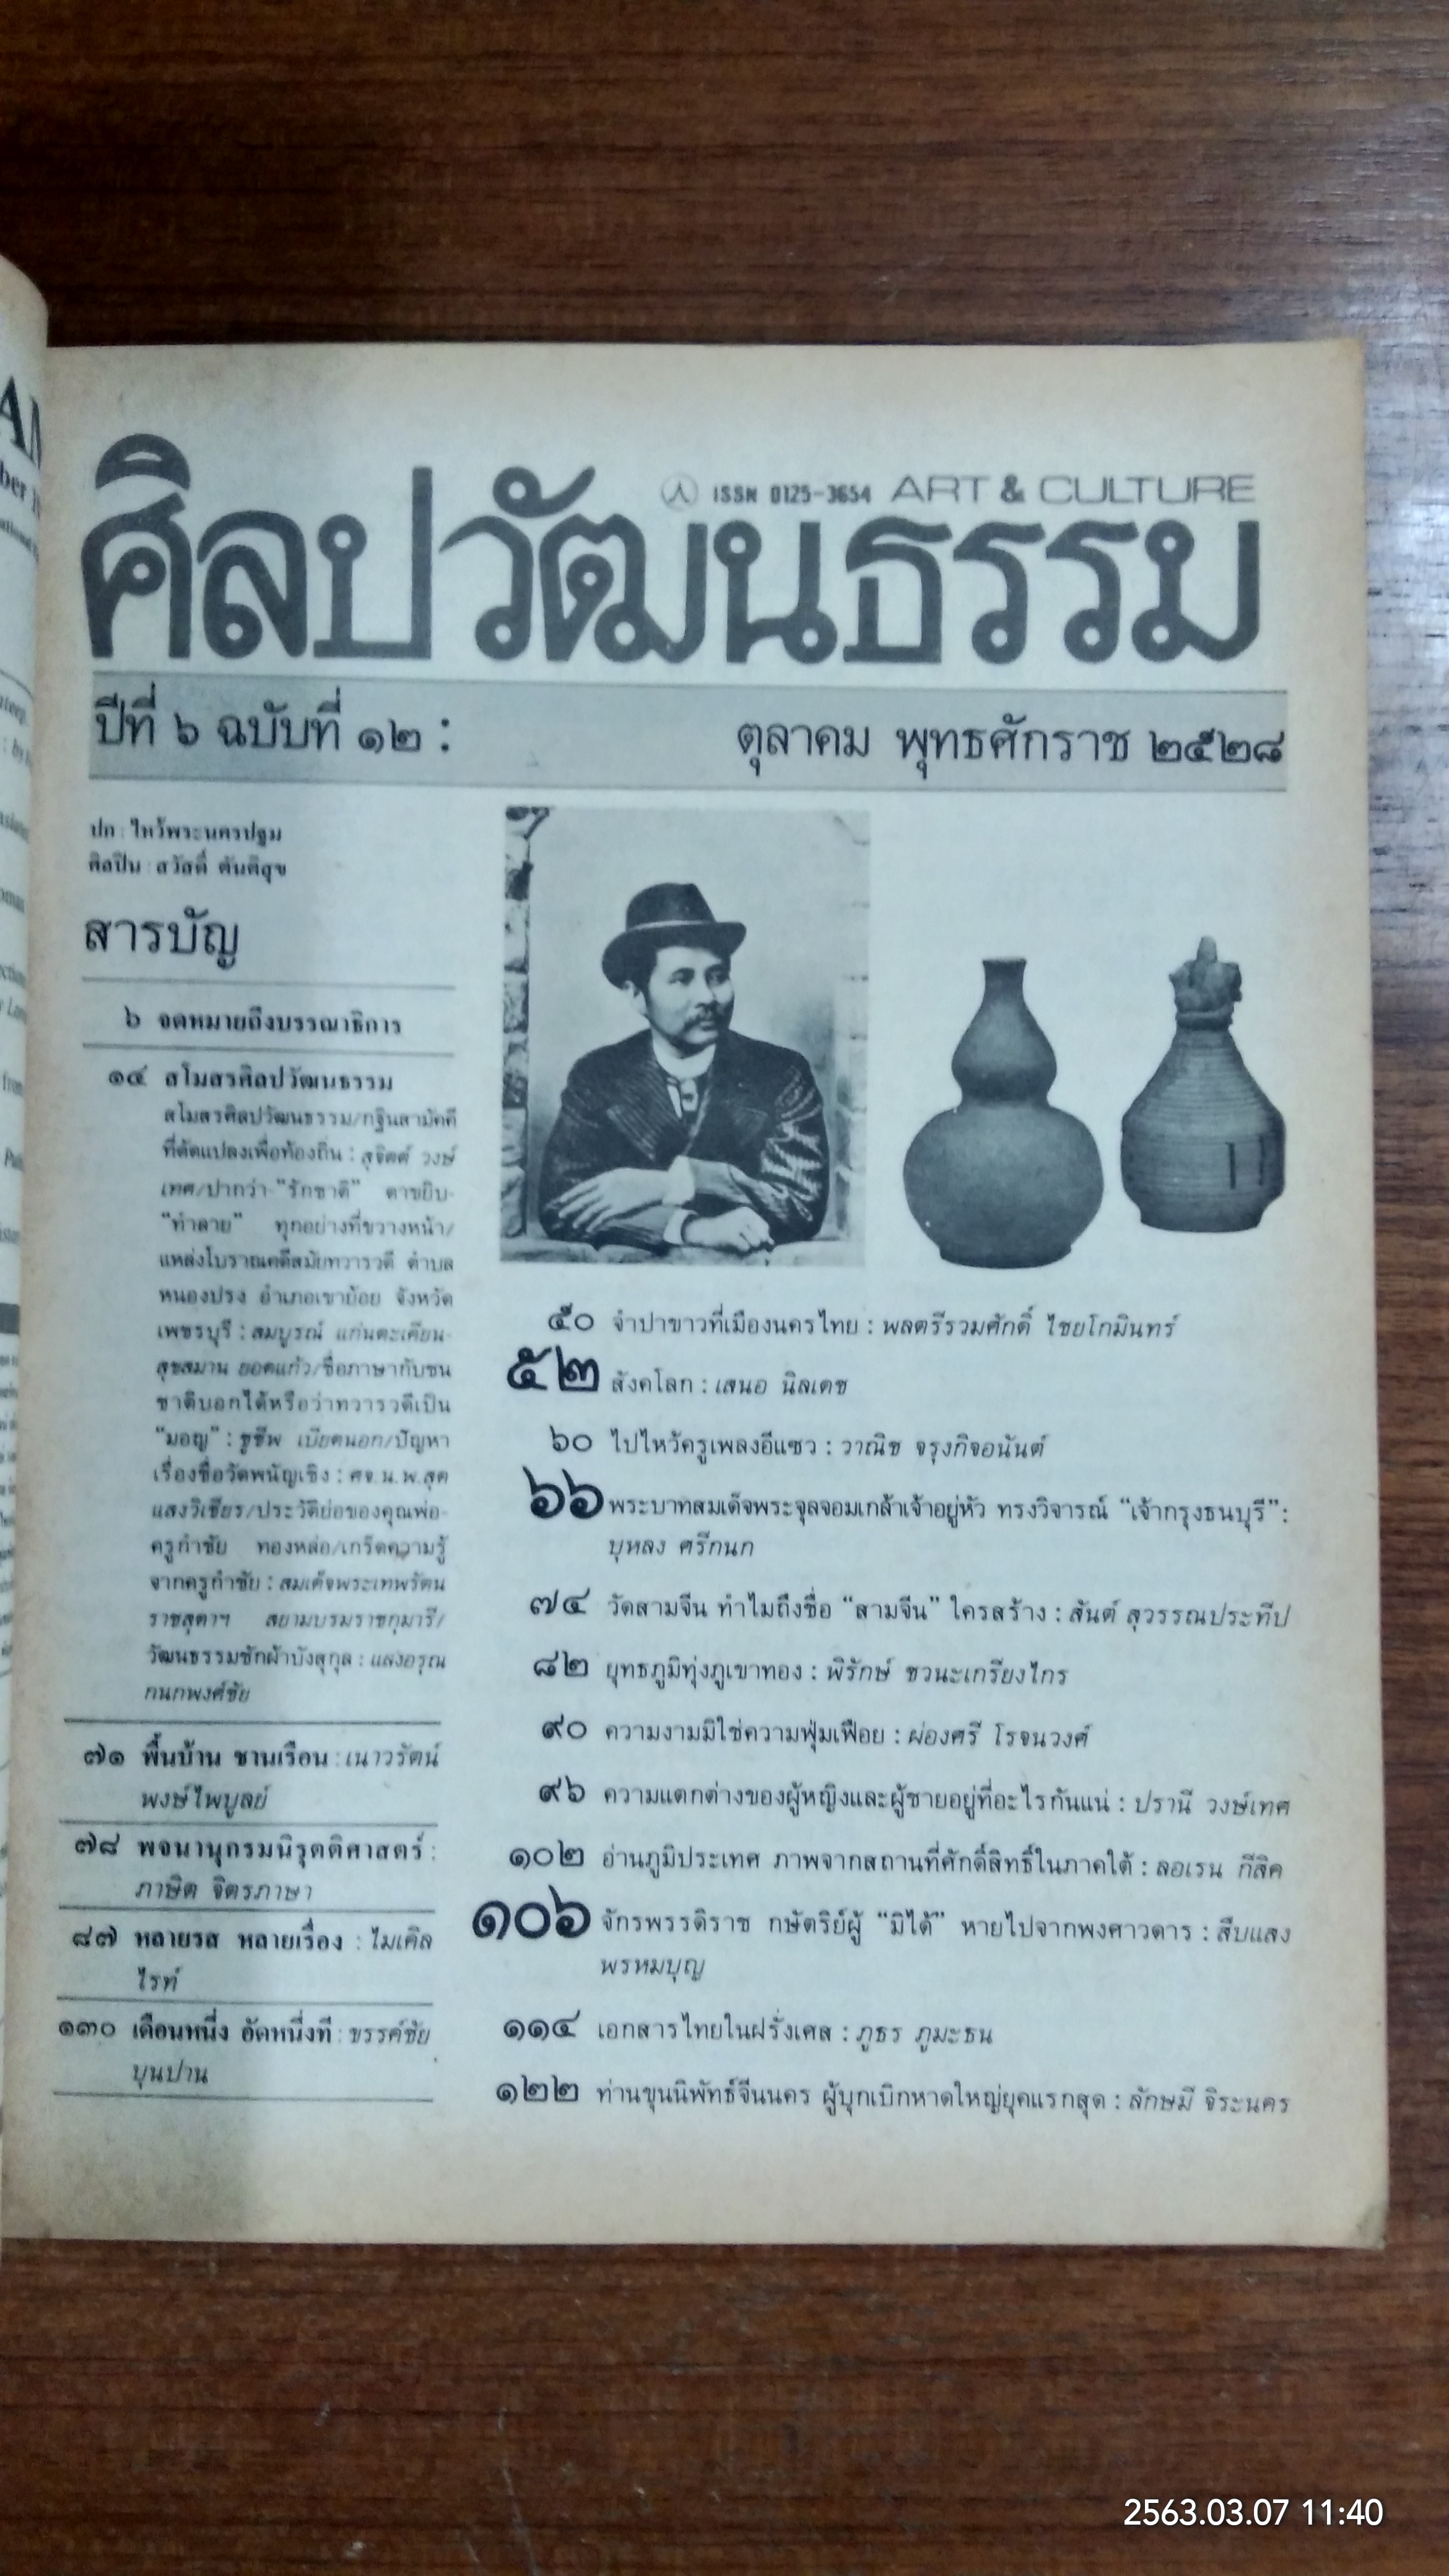 ISSN 0125-3654 ART & CULTURE
ศิลปวัฒนธรรม
ปีที่ ๖ ฉบับที่ ๑๒ :
ตุลาคม พุทธศักราช ๒๕๒๘
ปก : ไหว้พระนครปฐม
ศิลปิน : สวัสดิ์ ตันติสุข
สารบัญ
๖ จดหมายถึงบรรณาธิการ
๑๔ สโมสรศิลปวัฒนธรรม
สโมสรศิลปวัฒนธรรม/กฐินสามัคคี
ที่ดัดแปลงเพื่อท้องถิ่น : สุจิตต์ วงษ์
เทศ/ปากว่า "รักชาติ" ตาขยิบ-
"ทำลาย" ทุกอย่างที่ขวางหน้า/
แหล่งโบราณคดีสมัยทวารวดี ตำบล
หนองปรง อำเภอเขาย้อย จังหวัด
เพชรบุรี : สมบูรณ์ แก่นตะเคียน-
สุขสมาน ยอดแก้ว/ชื่อภาษากับชน
ชาติบอกได้หรือว่าทวารวดีเป็น
"มอญ" : ชูชีพ เบียดนอก/ปัญหา
เรื่องชื่อวัดพนัญเชิง : ศจ.น.พ.สุด
แสงวิเชียร/ประวัติย่อของคุณพ่อ-
ครูกำชัย ทองหล่อ/เกร็ดความรู้
จากครูกำชัย : สมเด็จพระเทพรัตน
ราชสุดาฯ สยามบรมราชกุมารี/
วัฒนธรรมชักผ้าบังสุกุล : แสงอรุณ
กนกพงศ์ชัย
๗๑ พื้นบ้าน ชานเรือน : เนาวรัตน์
พงษ์ไพบูลย์
๗๘ พจนานุกรมนิรุตติศาสตร์ :
ภาษิต จิตรภาษา
๘๗ หลายรส หลายเรื่อง : ไมเคิล
ไรท์
๑๓๐ เดือนหนึ่ง อัดหนึ่งที : ขรรค์ชัย
บุนปาน
๕๐ จำปาขาวที่เมืองนครไทย : พลตรีรวมศักดิ์ ไชยโกมินทร์
๕๒ สังคโลก : เสนอ นิลเดช
๖๐ ไปไหว้ครูเพลงอีแซว : วาณิช จรุงกิจอนันต์
๖๖ พระบาทสมเด็จพระจุลจอมเกล้าเจ้าอยู่หัว ทรงวิจารณ์ "เจ้ากรุงธนบุรี":
บุหลง ศรีกนก
๗๔ วัดสามจีน ทำไมถึงชื่อ "สามจีน" ใครสร้าง : สันต์ สุวรรณประทีป
๘๒ ยุทธภูมิทุ่งภูเขาทอง : พิรักษ์ ชวนะเกรียงไกร
๙๐ ความงามมิใช่ความฟุ่มเฟือย : ผ่องศรี โรจนวงศ์
๙๖ ความแตกต่างของผู้หญิงและผู้ชายอยู่ที่อะไรกันแน่ : ปรานี วงษ์เทศ
๑๐๒ อ่านภูมิประเทศ ภาพจากสถานที่ศักดิ์สิทธิ์ในภาคใต้ : ลอเรน กีสิค
๑๐๖ จักรพรรดิราช กษัตริย์ผู้ "มิได้" หายไปจากพงศาวดาร : สืบแสง
พรหมบุญ
๑๑๔ เอกสารไทยในฝรั่งเศส : ภูธร ภูมะธน
๑๒๒ ท่านขุนนิพัทธ์จีนนคร ผู้บุกเบิกหาดใหญ่ยุคแรกสุด : ลักษมี จิระนคร
2563.03.07 11:40